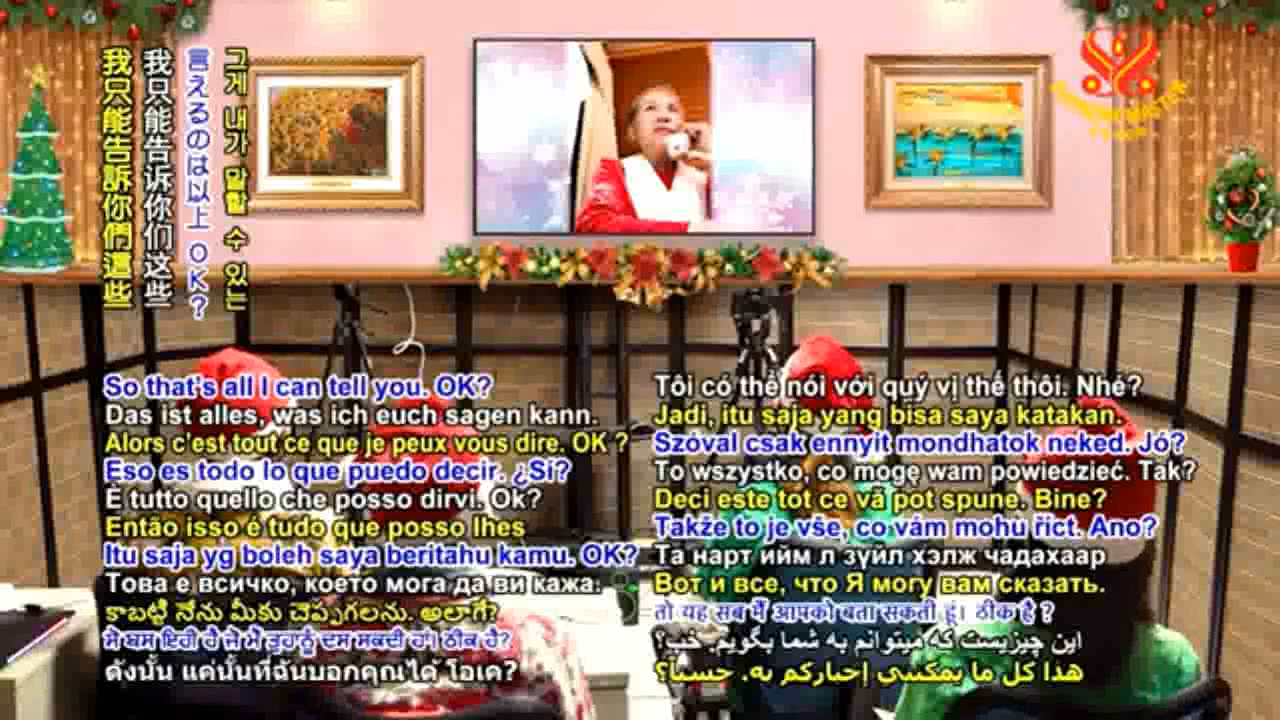 我只能告訴你們這些
我只能告诉你们这些
言えるのは以上 OK?
그게 내가 말할 수 있는
So that's all I can tell you. OK?
Das ist alles, was ich euch sagen kann.
Alors c'est tout ce que je peux vous dire. OK ?
Eso es todo lo que puedo decir. ¿Sí?
È tutto quello che posso dirvi. Ok?
Então isso é tudo que posso lhes
Itu saja yg boleh saya beritahu kamu. OK?
Това е всичко, което мога да ви кажа.
కాబట్టి నేను మీకు చెప్పగలను. అలాగే?
ਸੋ ਬਸ ਇਹੀ ਹੈ ਜੋ ਮੈਂ ਤੁਹਾਨੂੰ ਦਸ ਸਕਦੀ ਹਾਂ। ਠੀਕ ਹੈ?
ดังนั้น แค่นั้นที่ฉันบอกคุณได้ โอเค?
Tôi có thể nói với quý vị thế thôi. Nhé?
Jadi, itu saja yang bisa saya katakan.
Szóval csak ennyit mondhatok neked. Jó?
To wszystko, co mogę wam powiedzieć. Tak?
Deci este tot ce vă pot spune. Bine?
Takže to je vše, co vám mohu říct. Ano?
Та нарт ийм л зүйл хэлж чадахаар
Вот и все, что Я могу вам сказать.
तो यह सब मैं आपको बता सकती हूं। ठीक है ?
این چیزیست که میتوانم به شما بگویم. خب؟
هذا كل ما يمكنني إخباركم به. حسناً؟